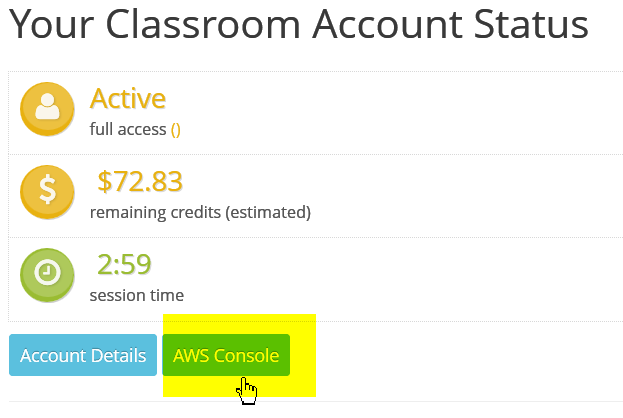 Your Classroom Account Status
Active
full access ()
$
$72.83
remaining credits (estimated)
2:59
session time
Account Details AWS Console